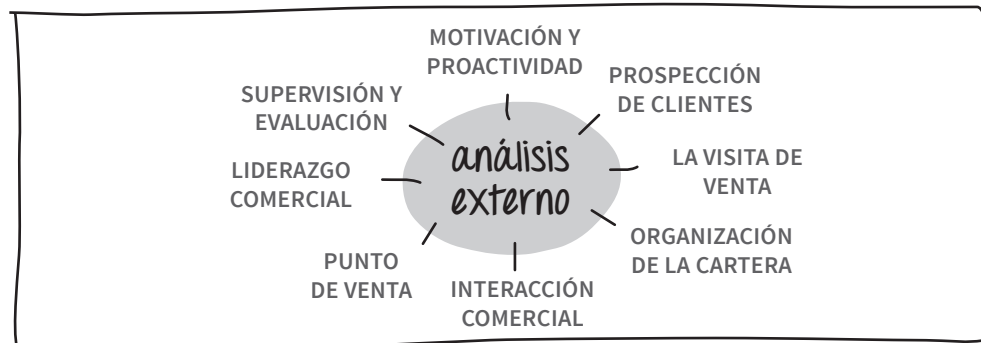 MOTIVACIÓN Y
PROACTIVIDAD
PROSPECCIÓN
DE CLIENTES
SUPERVISIÓN Y
EVALUACIÓN
análisis
externo
LA VISITA DE
VENTA
LIDERAZGO
COMERCIAL
ORGANIZACIÓN
DE LA CARTERA
PUNTO
DE VENTA
INTERACCIÓN
COMERCIAL